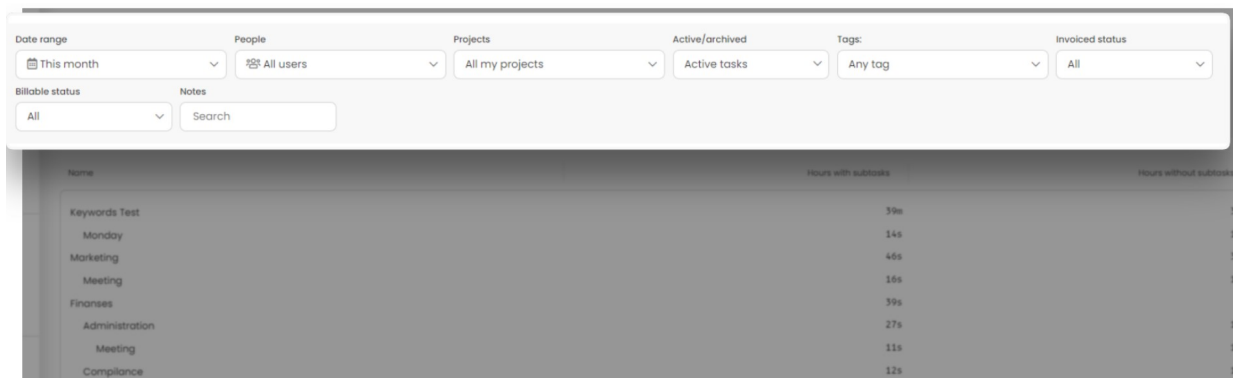 Date range People Projects Active/archived Tags: Invoiced status
This month All users All my projects Active tasks Any tag All
Billable status Notes
All Search
Name Hours with subtasks Hours without subtasks
Keywords Test 39s
Monday 14s
Marketing 46s
Meeting 16s
Finanses 39s
Administration 27s
Meeting 11s
Compilance 12s